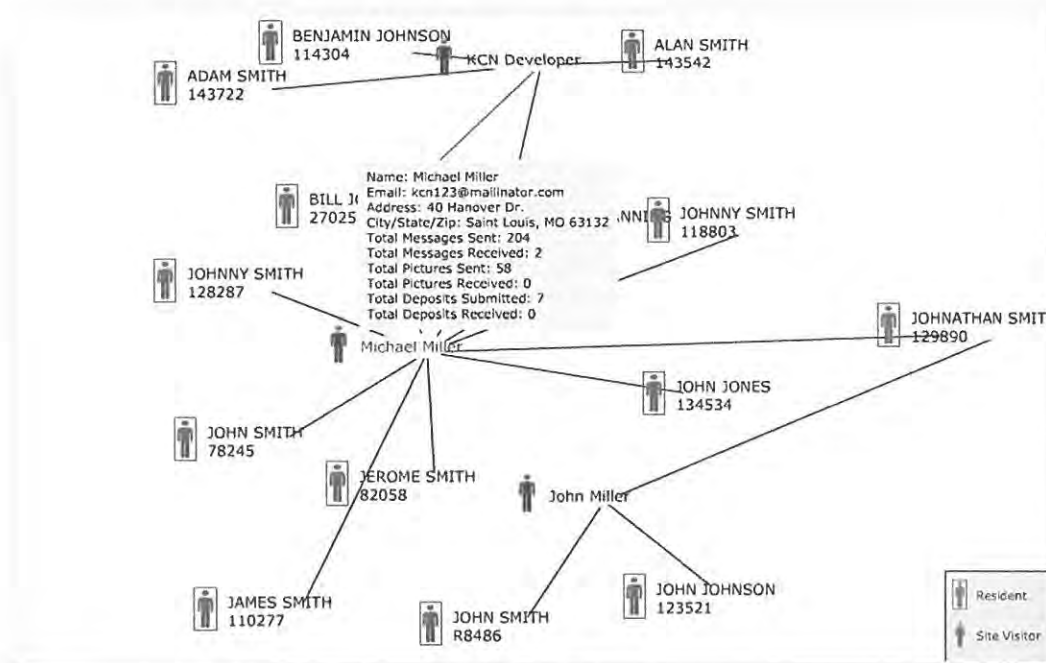 BENJAMIN JOHNSON
114304
KCN Developer
ALAN SMITH
143542
ADAM SMITH
143722
Name: Michael Miller
Email: kcn123@mailinator.com
Address: 40 Hanover Dr.
City/State/Zip: Saint Louis, MO 63132
Total Messages Sent: 204
Total Messages Received: 2
Total Pictures Sent: 58
Total Pictures Received: 0
Total Deposits Submitted: 7
Total Deposits Received: 0
BILL
27025
JOHNNY SMITH
118803
JOHNNY SMITH
128287
Michael Miller
JOHNATHAN SMIT
129890
JOHN JONES
134534
JOHN SMITH
78245
JEROME SMITH
82058
John Miller
JAMES SMITH
110277
JOHN SMITH
R8486
JOHN JOHNSON
123521
Resident
Site Visitor